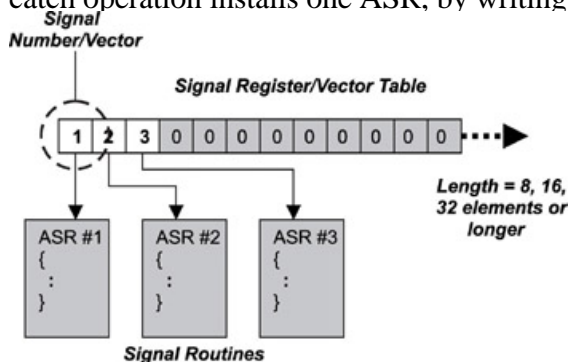 catch operation installs one ASR, by writing
Signal
Number/Vector
Signal Register/Vector Table
1 2 3 0 0 0 0 0 0 0 0 0
Length = 8, 16,
32 elements or
longer
ASR #1
{
:
}
ASR #2
{
:
}
ASR #3
{
:
}
Signal Routines